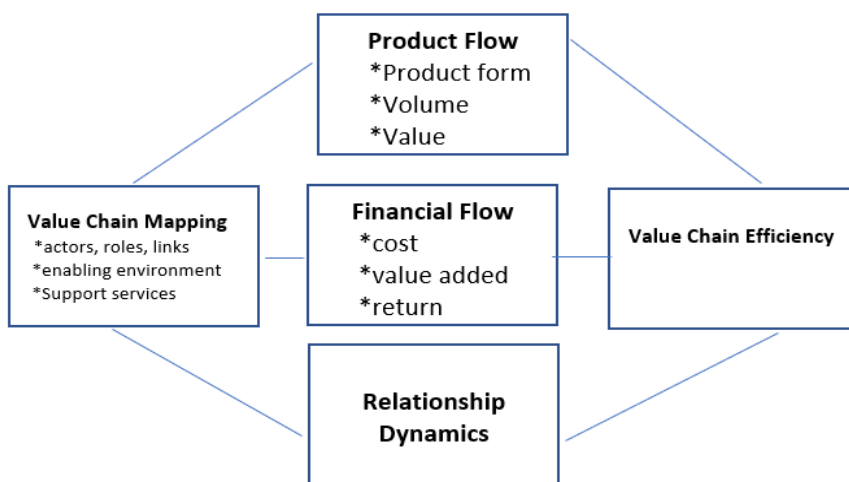 Product Flow
*Product form
*Volume
*Value
Value Chain Mapping
*actors, roles, links
*enabling environment
*Support services
Financial Flow
*cost
*value added
*return
Value Chain Efficiency
Relationship
Dynamics